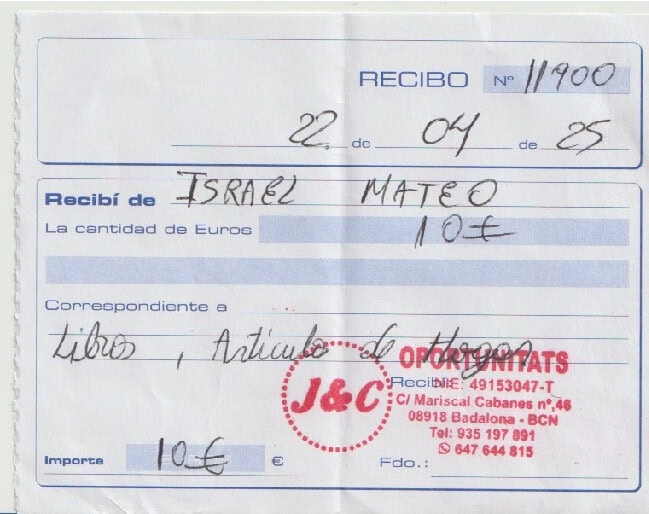 RECIBO Nº 11900
22 de 04 de 25
Recibí de ISRAEL MATEO
La cantidad de Euros 10€
Correspondiente a
Libros, Articulo de Hogar
J&C
OPORTUNITATS
Recibí:
NIE: 49153047-T
C/ Mariscal Cabanes nº,46
08918 Badalona - BCN
Tel: 935 197 891
647 644 815
Importe 10€ €
Fdo.: